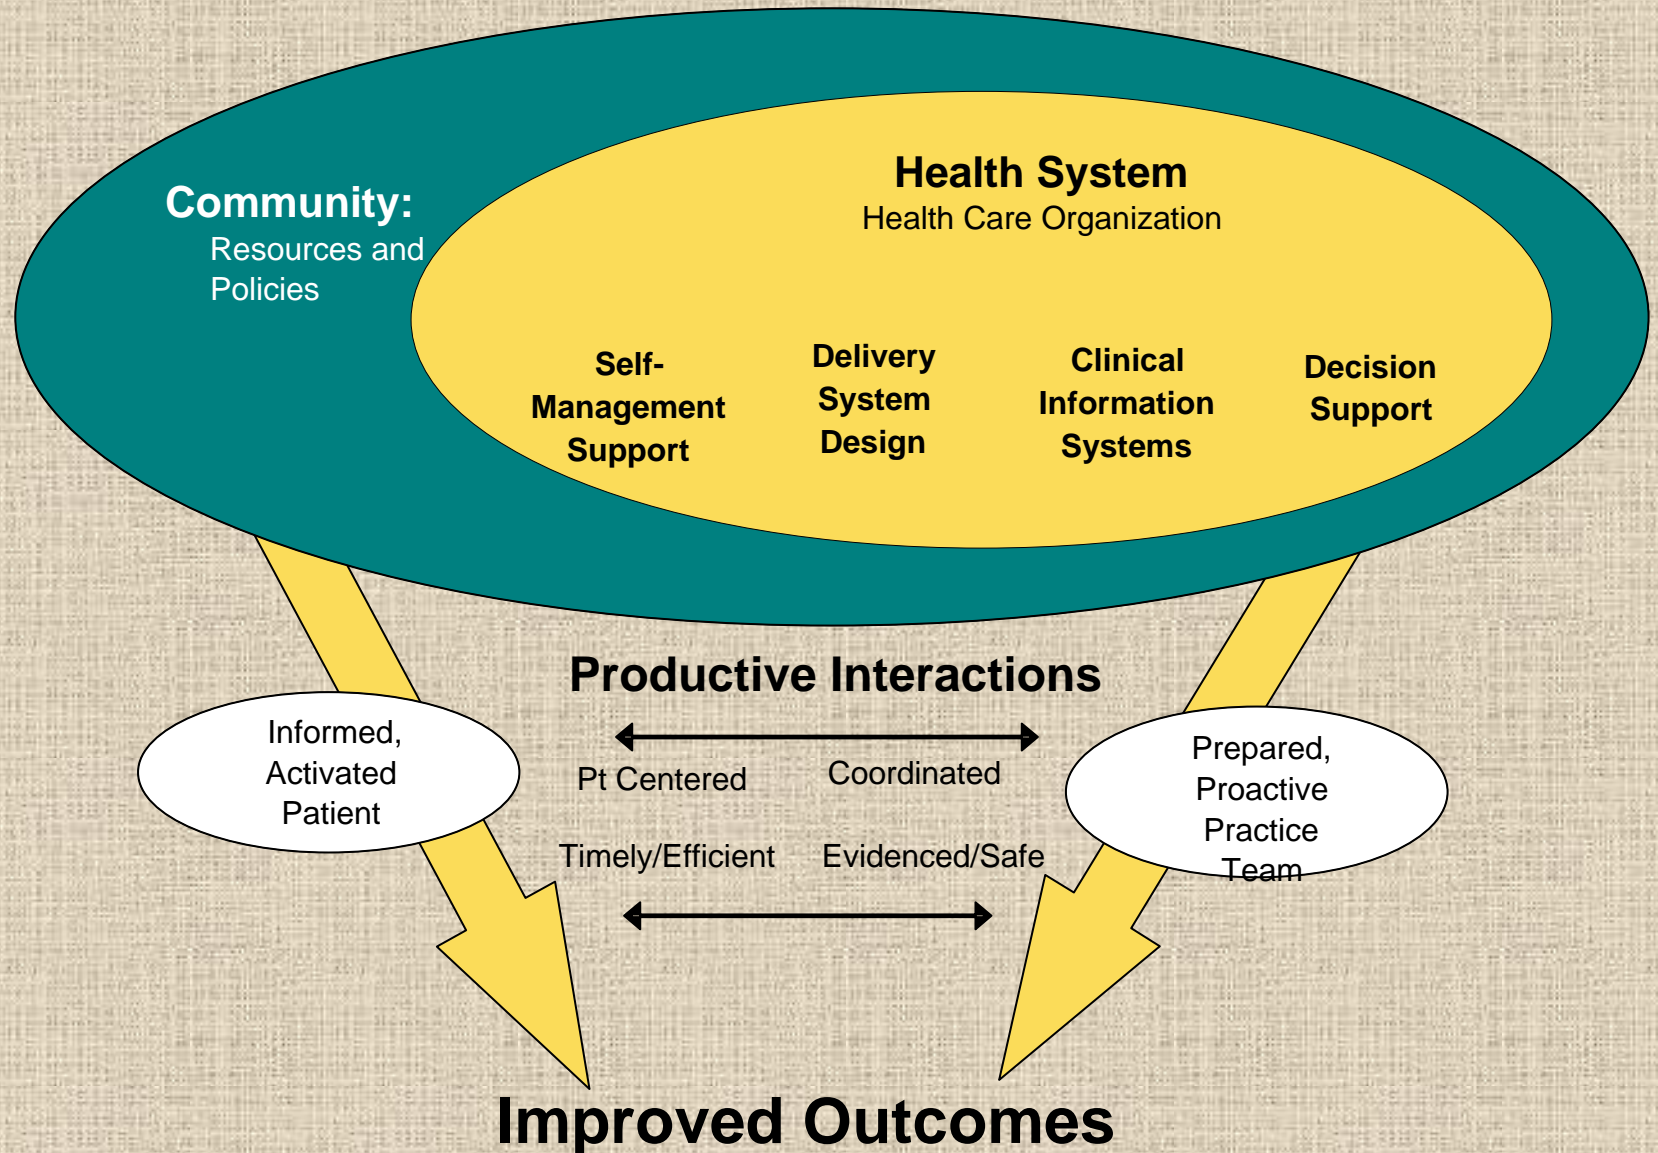 Health System
Health Care Organization
Community:
Resources and
Policies
Self-
Management
Support
Delivery
System
Design
Clinical
Information
Systems
Decision
Support
Productive Interactions
Informed,
Activated
Patient
Pt Centered
Coordinated
Timely/Efficient
Evidenced/Safe
Prepared,
Proactive
Practice
Team
Improved Outcomes